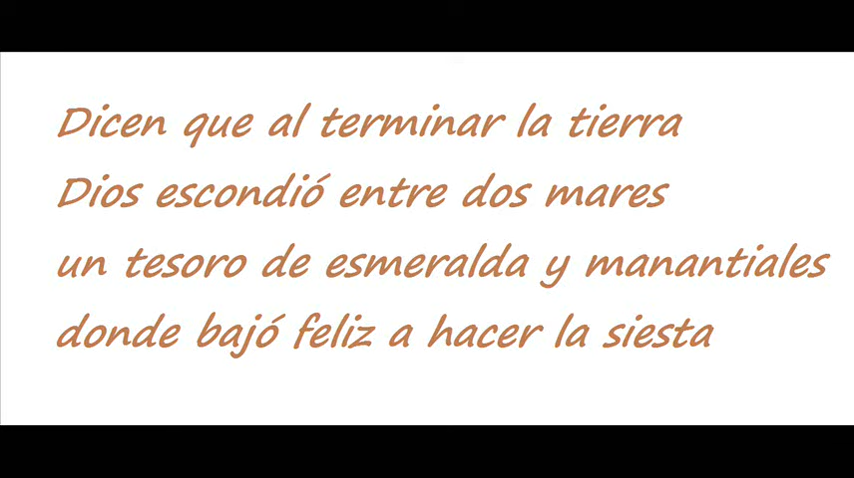 Dicen que al terminar la tierra
Dios escondió entre dos mares
un tesoro de esmeralda y manantiales
donde bajó feliz a hacer la siesta